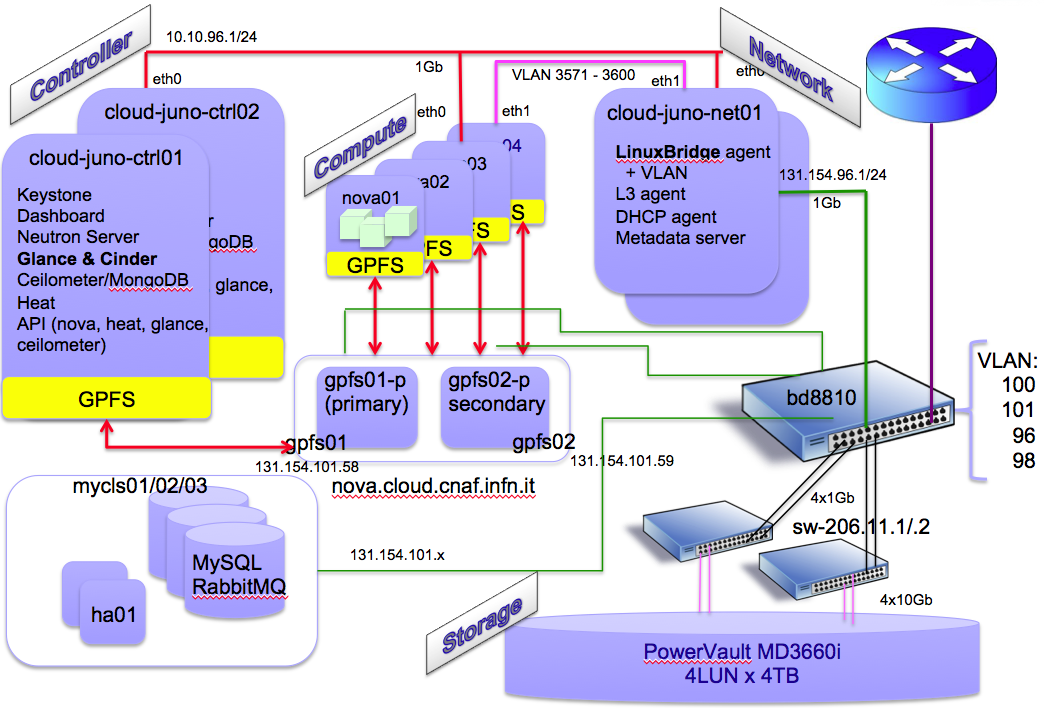 Controller
10.10.96.1/24
eth0
cloud-juno-ctrl02
goDB
glance,
cloud-juno-ctrl01
Keystone
Dashboard
Neutron Server
Glance & Cinder
Ceilometer/MongoDB
Heat
API (nova, heat, glance,
ceilometer)
GPFS
1Gb
VLAN 3571 - 3600
eth1
eth0
Network
Compute
eth0
eth1
04
03
02
nova01
GPFS
cloud-juno-net01
LinuxBridge agent
+ VLAN
L3 agent
DHCP agent
Metadata server
131.154.96.1/24
1Gb
gpfs01-p
(primary)
gpfs02-p
secondary
gpfs01
gpfs02
131.154.101.58
131.154.101.59
nova.cloud.cnaf.infn.it
bd8810
VLAN:
100
101
96
98
mycls01/02/03
MySQL
RabbitMQ
ha01
131.154.101.x
4x1Gb
sw-206.11.1/.2
4x10Gb
Storage
PowerVault MD3660i
4LUN x 4TB